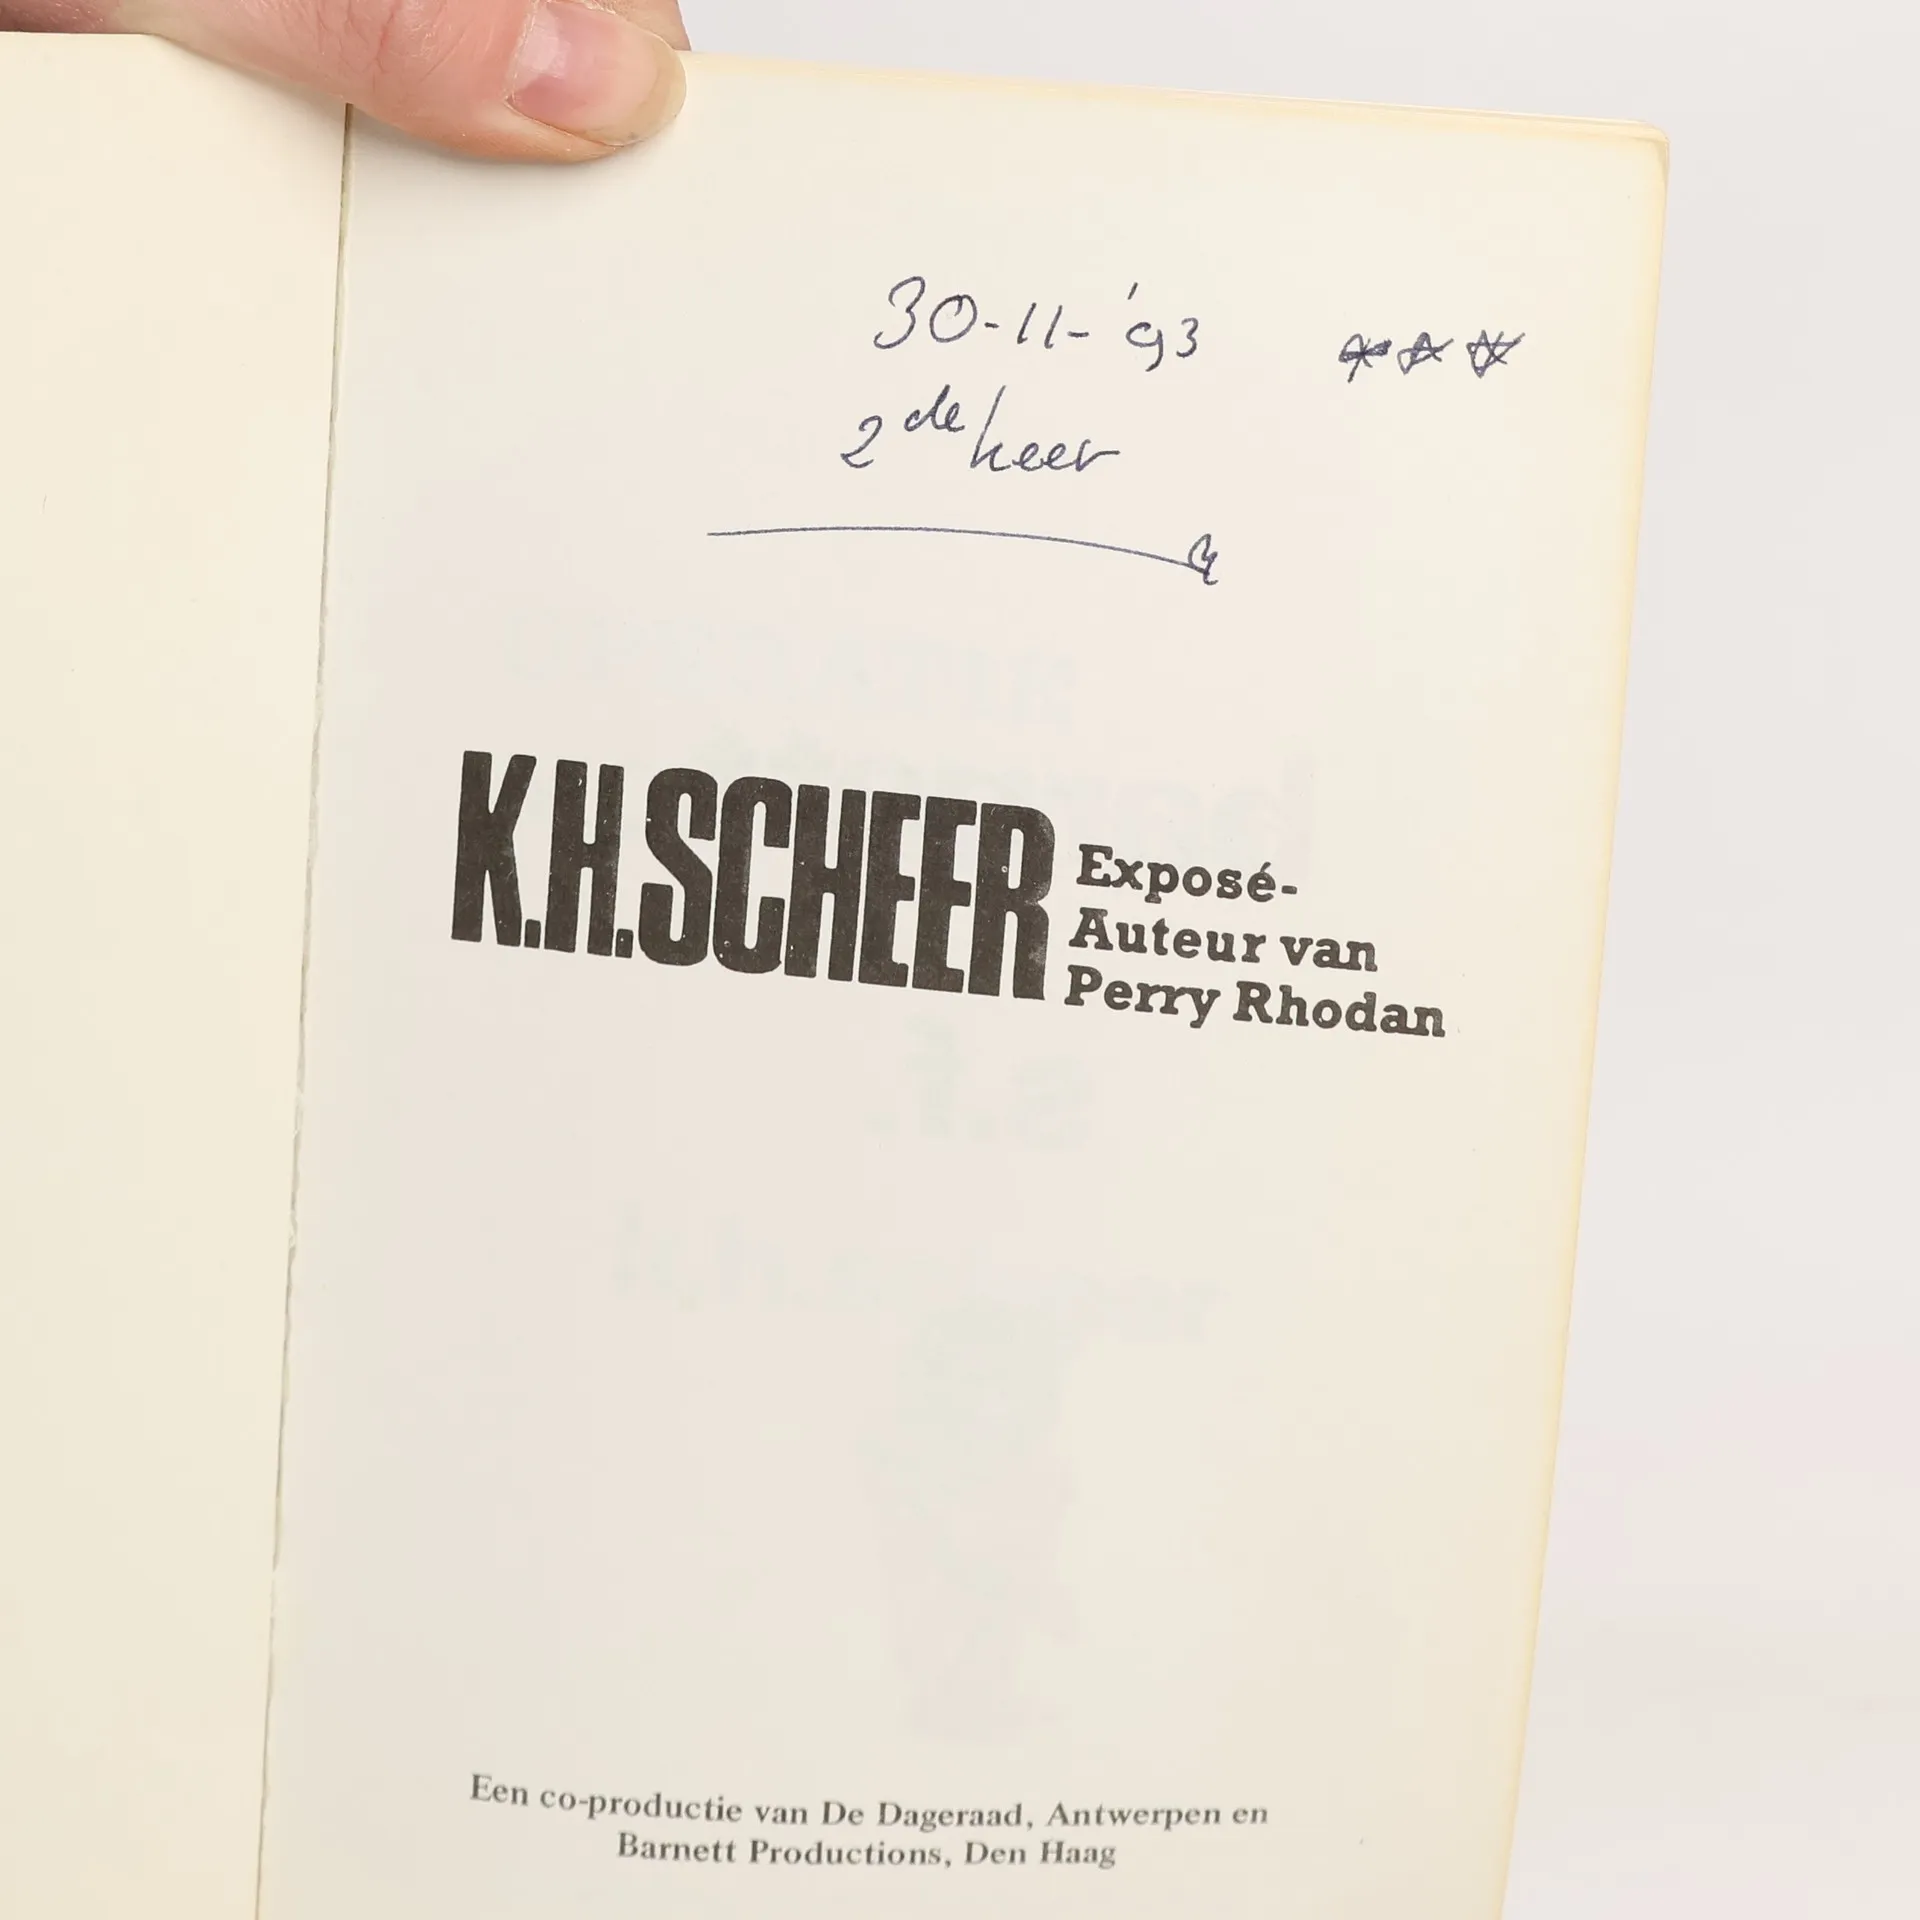 30-11-'93 ***
2de keer
K.H.SCHEER
Exposé-
Auteur van
Perry Rhodan
Een co-productie van De Dageraad, Antwerpen en
Barnett Productions, Den Haag